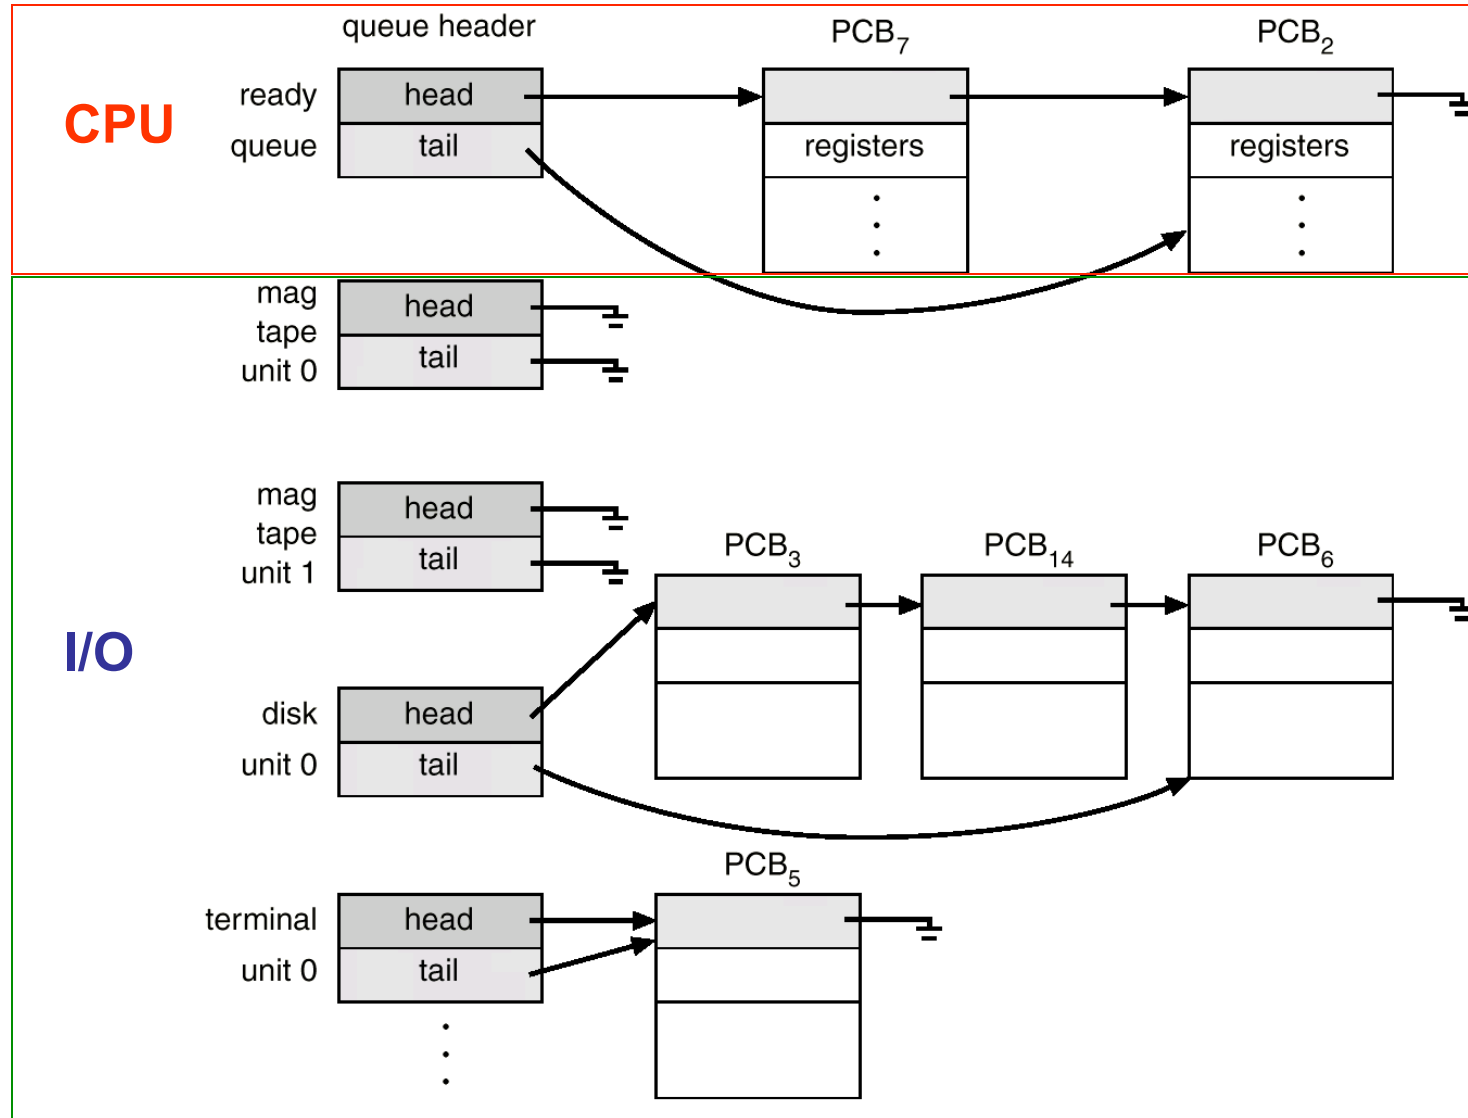 queue header
PCB7
PCB2
CPU
ready
queue
head
tail
registers
registers
mag
tape
unit 0
head
tail
mag
tape
unit 1
head
tail
PCB3
PCB14
PCB6
I/O
disk
unit 0
head
tail
PCB5
terminal
unit 0
head
tail